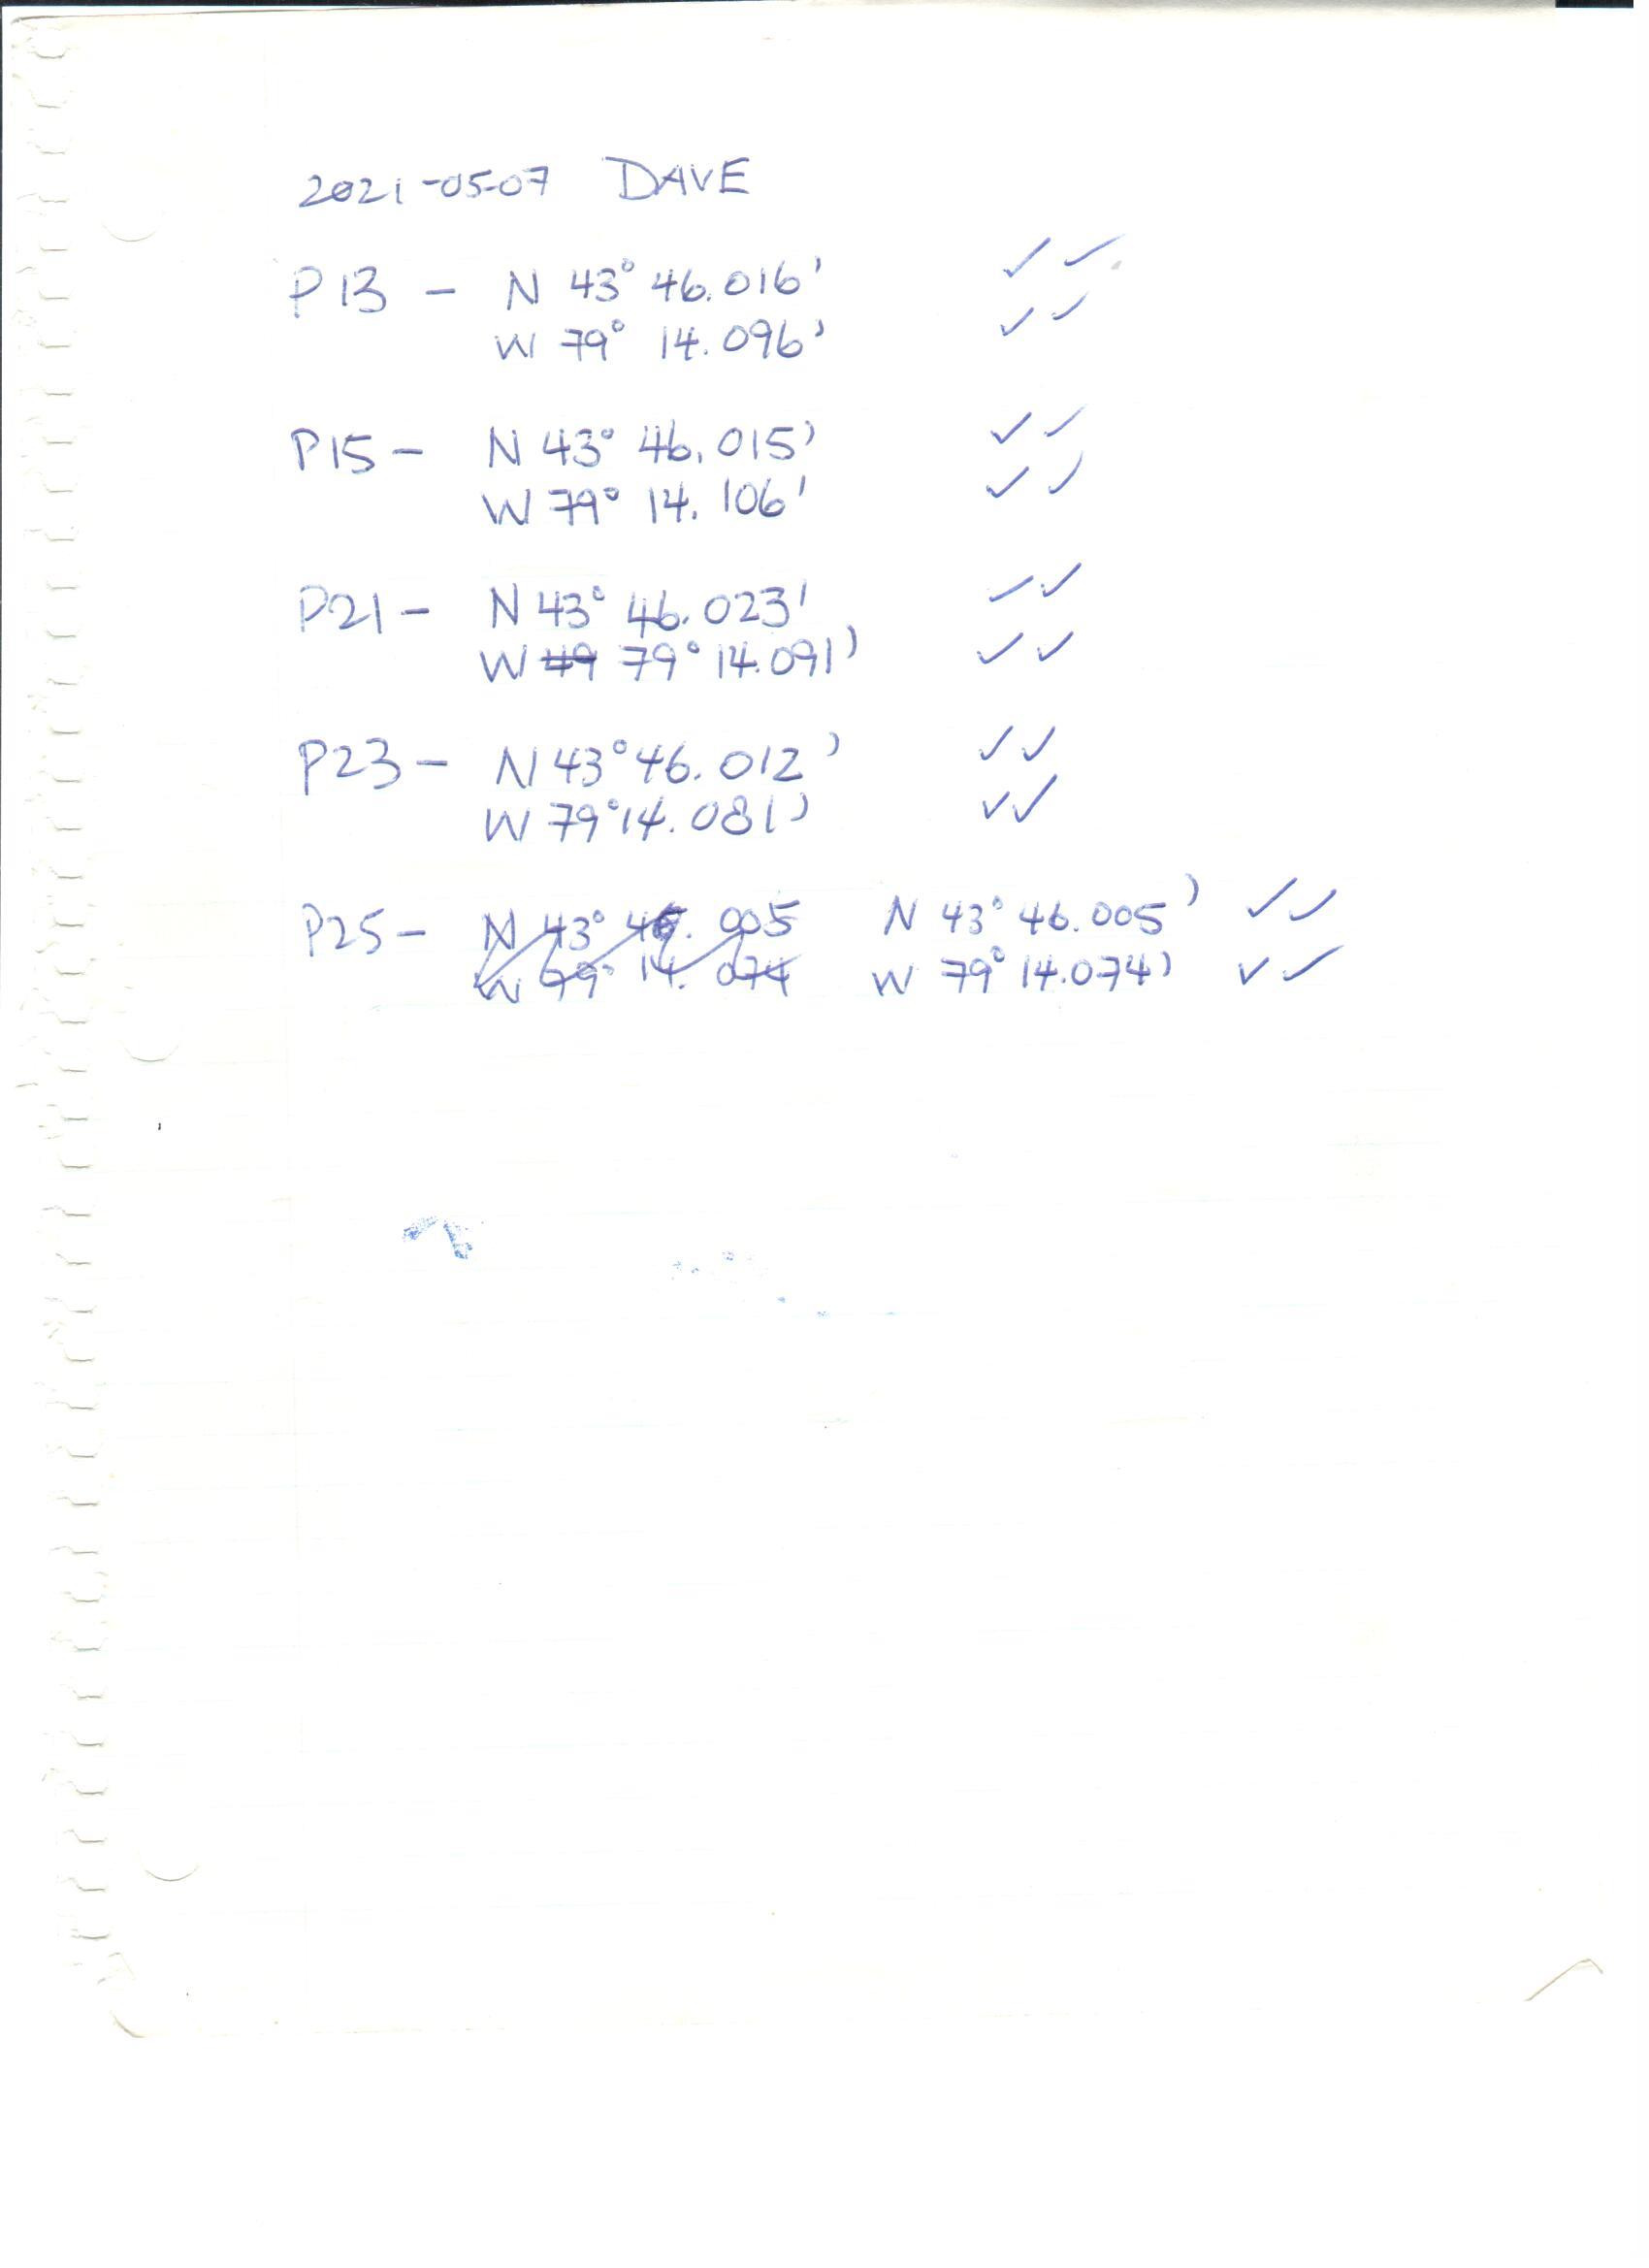 2021-05-07 DAVE
P13 - N 43° 46.016' ✓ ✓
W 79° 14.096' ✓ ✓
P15 - N 43° 46.015' ✓ ✓
W 79° 14.106' ✓ ✓
P21 - N 43° 46.023' ✓ ✓
W 49 79° 14.091' ✓ ✓
P23 - N 43° 46.012' ✓ ✓
W 79° 14.081' ✓ ✓
P25 - N 43° 46.005 N 43° 46.005' ✓ ✓
W 79° 14.074 W 79° 14.074' ✓ ✓